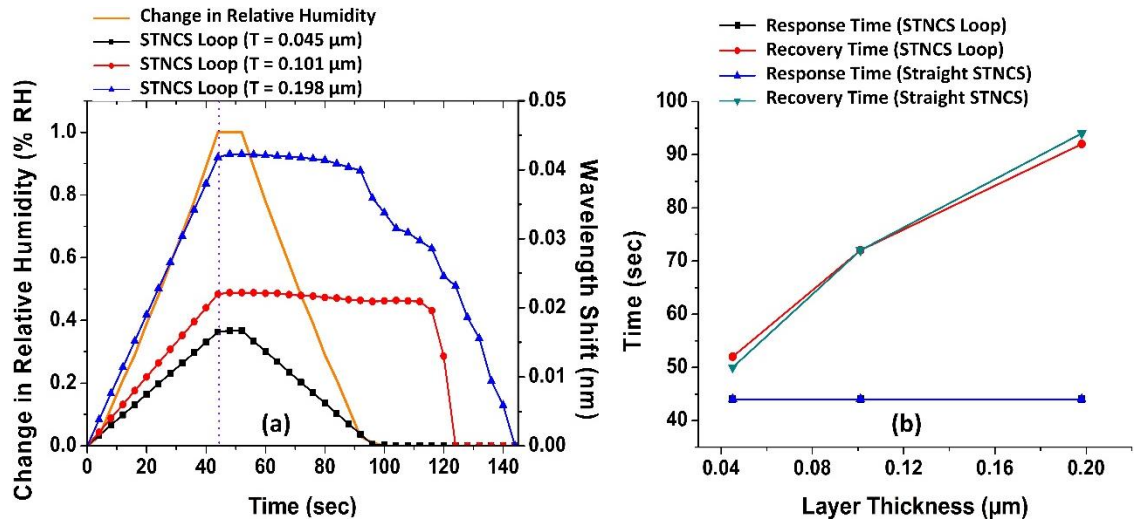 Change in Relative Humidity
STNCS Loop (T = 0.045 µm)
STNCS Loop (T = 0.101 µm)
STNCS Loop (T = 0.198 µm)
Change in Relative Humidity (% RH)
1.0
0.8
0.6
0.4
0.2
0.0
0.05
0.04
0.03
0.02
0.01
0.00
Wavelength Shift (nm)
(a)
0 20 40 60 80 100 120 140
Time (sec)
Response Time (STNCS Loop)
Recovery Time (STNCS Loop)
Response Time (Straight STNCS)
Recovery Time (Straight STNCS)
Time (sec)
100
90
80
70
60
50
40
(b)
0.04 0.08 0.12 0.16 0.20
Layer Thickness (µm)